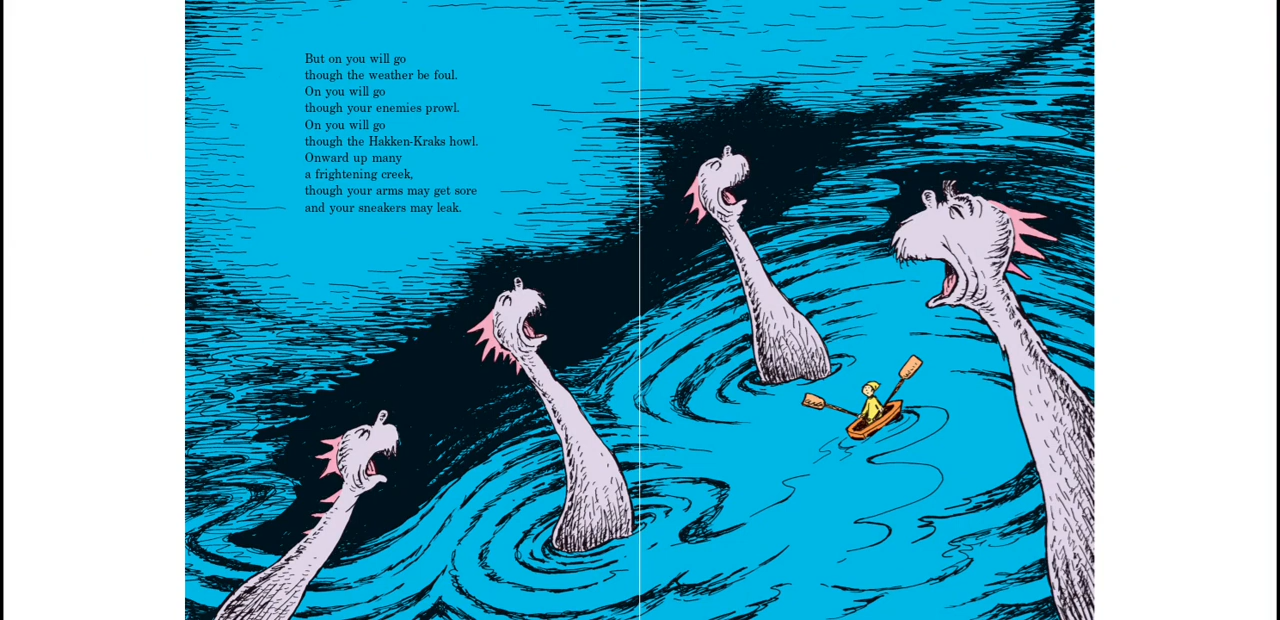 But on you will go
though the weather be foul.
On you will go
though your enemies prowl.
On you will go
though the Hakken-Kraks howl.
Onward up many
a frightening creek,
though your arms may get sore
and your sneakers may leak.